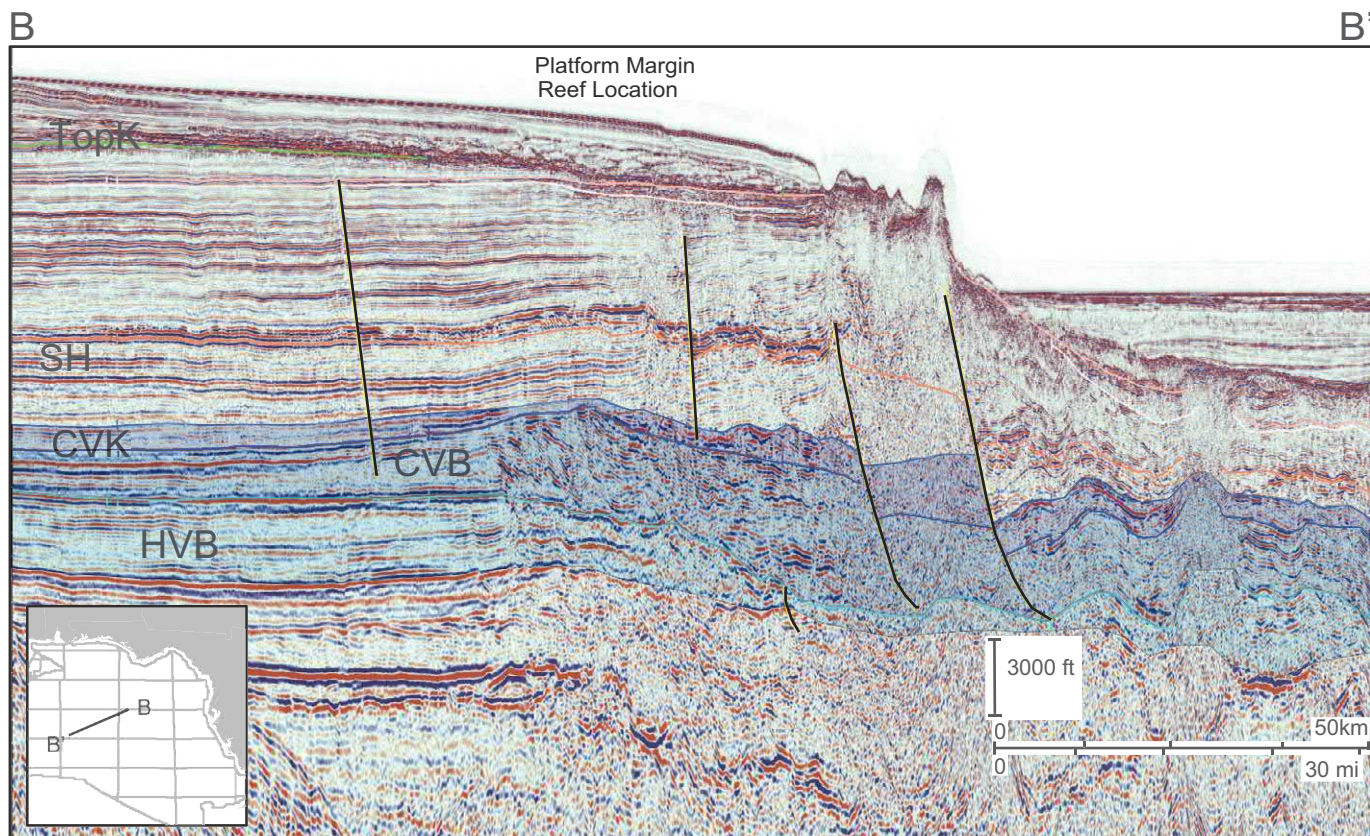 B B'
Platform Margin
Reef Location
TopK
SH
CVK
CVB
HVB
B
B'
3000 ft
0 50km
0 30 mi